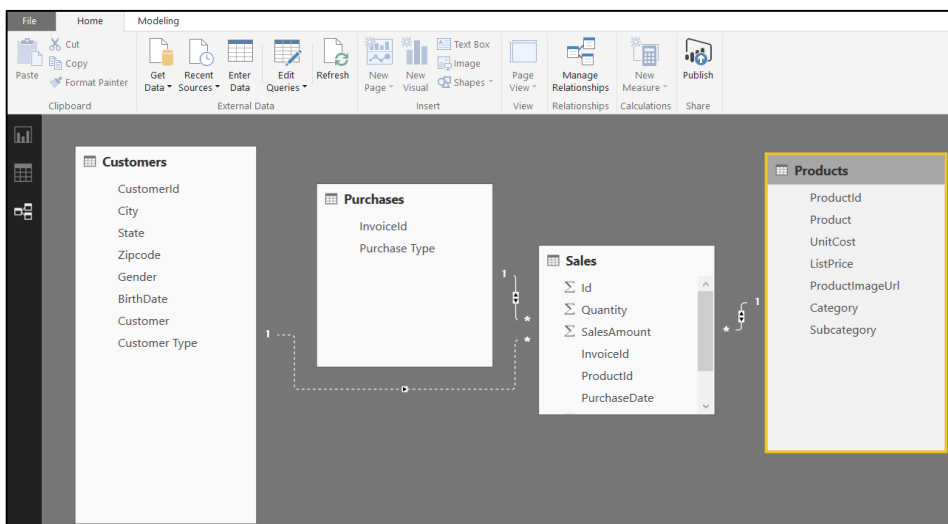 File Home Modeling
Paste
Cut
Copy
Format Painter
Clipboard
Get Data
Recent Sources
Enter Data
Edit Queries
Refresh
External Data
New Page
New Visual
Text Box
Image
Shapes
Insert
Page View
View
Manage Relationships
Relationships
New Measure
Calculations
Publish
Share
Customers
CustomerId
City
State
Zipcode
Gender
BirthDate
Customer
Customer Type
1
*
Purchases
InvoiceId
Purchase Type
1
*
Sales
Σ Id
Σ Quantity
Σ SalesAmount
InvoiceId
ProductId
PurchaseDate
*
1
Products
ProductId
Product
UnitCost
ListPrice
ProductImageUrl
Category
Subcategory